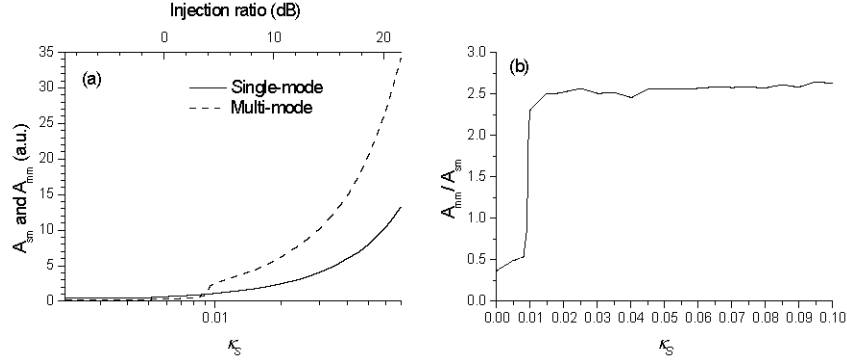 Injection ratio (dB)
0 10 20
(a)
Single-mode
Multi-mode
35
30
25
20
15
10
5
0
A_sm and A_mm (a.u.)
0.01
κ_S
(b)
3.0
2.5
2.0
1.5
1.0
0.5
0.0
A_mm / A_sm
0.00 0.01 0.02 0.03 0.04 0.05 0.06 0.07 0.08 0.09 0.10
κ_S